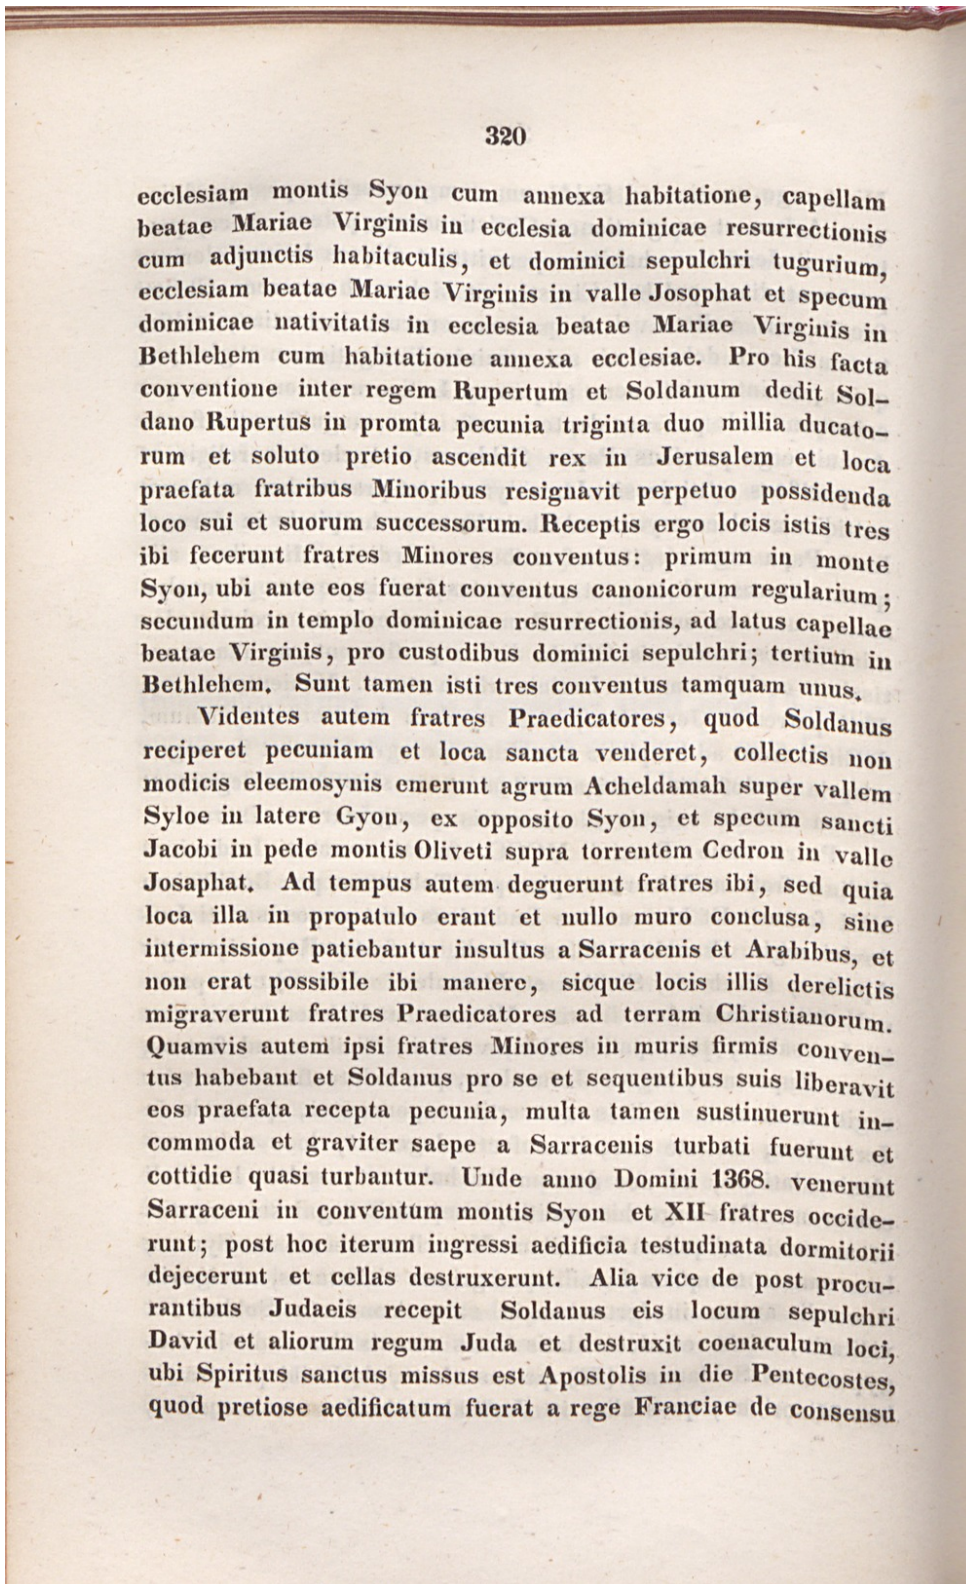 320
ecclesiam montis Syon cum annexa habitatione, capellam
beatae Mariae Virginis in ecclesia dominicae resurrectionis
cum adjunctis habitaculis, et dominici sepulchri tugurium,
ecclesiam beatae Mariae Virginis in valle Josophat et specum
dominicae nativitatis in ecclesia beatae Mariae Virginis in
Bethlehem cum habitatione annexa ecclesiae. Pro his facta
conventione inter regem Rupertum et Soldanum dedit Sol-
dano Rupertus in promta pecunia triginta duo millia ducato-
rum et soluto pretio ascendit rex in Jerusalem et loca
praefata fratribus Minoribus resignavit perpetuo possidenda
loco sui et suorum successorum. Receptis ergo locis istis tres
ibi fecerunt fratres Minores conventus: primum in monte
Syon, ubi ante eos fuerat conventus canonicorum regularium;
secundum in templo dominicae resurrectionis, ad latus capellae
beatae Virginis, pro custodibus dominici sepulchri; tertium in
Bethlehem. Sunt tamen isti tres conventus tamquam unus.
Videntes autem fratres Praedicatores, quod Soldanus
reciperet pecuniam et loca sancta venderet, collectis non
modicis eleemosynis emerunt agrum Acheldamah super vallem
Syloe in latere Gyon, ex opposito Syon, et specum sancti
Jacobi in pede montis Oliveti supra torrentem Cedron in valle
Josaphat. Ad tempus autem deguerunt fratres ibi, sed quia
loca illa in propatulo erant et nullo muro conclusa, sine
intermissione patiebantur insultus a Sarracenis et Arabibus, et
non erat possibile ibi manere, sicque locis illis derelictis
migraverunt fratres Praedicatores ad terram Christianorum.
Quamvis autem ipsi fratres Minores in muris firmis conven-
tus habebant et Soldanus pro se et sequentibus suis liberavit
eos praefata recepta pecunia, multa tamen sustinuerunt in-
commoda et graviter saepe a Sarracenis turbati fuerunt et
cottidie quasi turbantur. Unde anno Domini 1368. venerunt
Sarraceni in conventum montis Syon et XII fratres occide-
runt; post hoc iterum ingressi aedificia testudinata dormitorii
dejecerunt et cellas destruxerunt. Alia vice de post procu-
rantibus Judaeis recepit Soldanus eis locum sepulchri
David et aliorum regum Juda et destruxit coenaculum loci,
ubi Spiritus sanctus missus est Apostolis in die Pentecostes,
quod pretiose aedificatum fuerat a rege Franciae de consensu